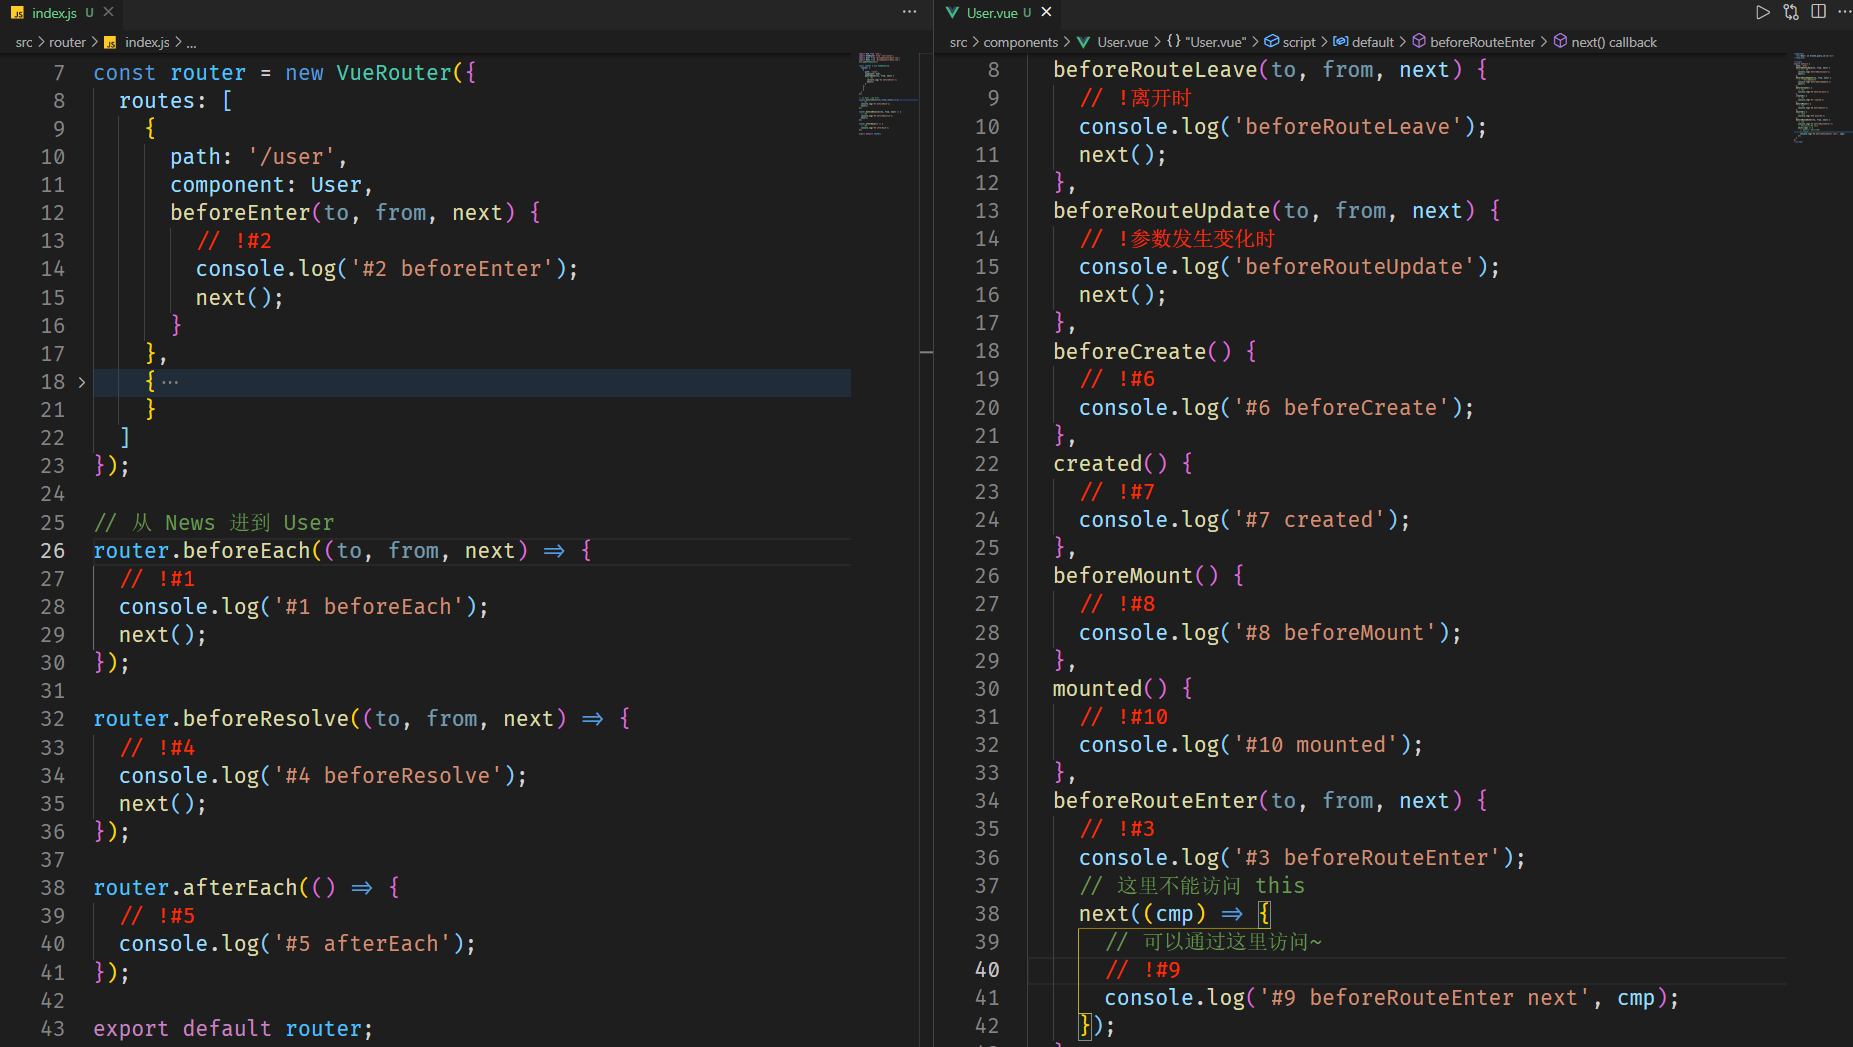 index.js U
src > router > index.js > ...
7 const router = new VueRouter({
8 routes: [
9 {
10 path: '/user',
11 component: User,
12 beforeEnter(to, from, next) {
13 // !#2
14 console.log('#2 beforeEnter');
15 next();
16 }
17 },
18 { ...
21 }
22 ]
23 });
24
25 // 从 News 进到 User
26 router.beforeEach((to, from, next) => {
27 // !#1
28 console.log('#1 beforeEach');
29 next();
30 });
31
32 router.beforeResolve((to, from, next) => {
33 // !#4
34 console.log('#4 beforeResolve');
35 next();
36 });
37
38 router.afterEach(() => {
39 // !#5
40 console.log('#5 afterEach');
41 });
42
43 export default router;
User.vue U
src > components > User.vue > {} "User.vue" > script > default > beforeRouteEnter > next() callback
8 beforeRouteLeave(to, from, next) {
9 // !离开时
10 console.log('beforeRouteLeave');
11 next();
12 },
13 beforeRouteUpdate(to, from, next) {
14 // !参数发生变化时
15 console.log('beforeRouteUpdate');
16 next();
17 },
18 beforeCreate() {
19 // !#6
20 console.log('#6 beforeCreate');
21 },
22 created() {
23 // !#7
24 console.log('#7 created');
25 },
26 beforeMount() {
27 // !#8
28 console.log('#8 beforeMount');
29 },
30 mounted() {
31 // !#10
32 console.log('#10 mounted');
33 },
34 beforeRouteEnter(to, from, next) {
35 // !#3
36 console.log('#3 beforeRouteEnter');
37 // 这里不能访问 this
38 next((cmp) => {
39 // 可以通过这里访问~
40 // !#9
41 console.log('#9 beforeRouteEnter next', cmp);
42 });